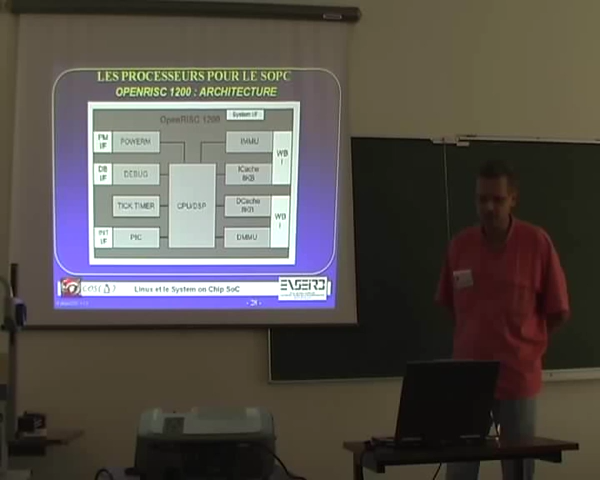 LES PROCESSEURS POUR LE SOPC
OPENRISC 1200 : ARCHITECTURE
System I/F
OpenRISC 1200
PM I/F
POWERM
IMMU
WB I
DB I/F
DEBUG
ICache 8KB
TICK TIMER
CPU/DSP
DCache 8KB
WB I
INT I/F
PIC
DMMU
Linux et le System on Chip SoC
ENSEIRB